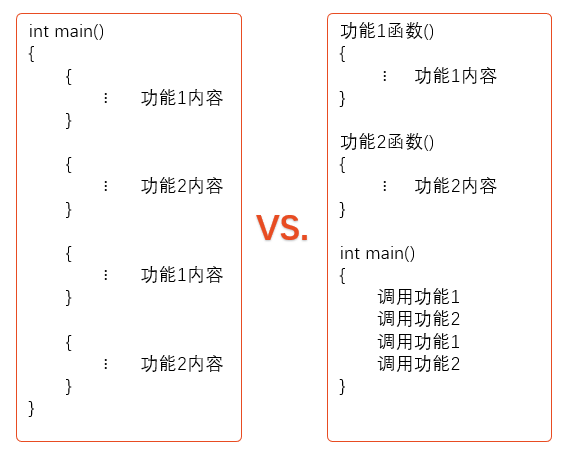 int main()
{
{
⋮ 功能1内容
}
{
⋮ 功能2内容
}
{
⋮ 功能1内容
}
{
⋮ 功能2内容
}
}
VS.
功能1函数()
{
⋮ 功能1内容
}
功能2函数()
{
⋮ 功能2内容
}
int main()
{
调用功能1
调用功能2
调用功能1
调用功能2
}